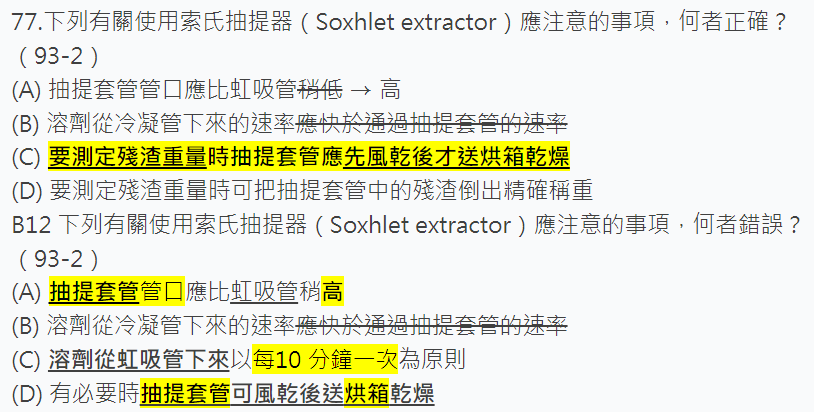 77.下列有關使用索氏抽提器（Soxhlet extractor）應注意的事項，何者正確？
（93-2）
(A) 抽提套管管口應比虹吸管稍低 → 高
(B) 溶劑從冷凝管下來的速率應快於通過抽提套管的速率
(C) 要測定殘渣重量時抽提套管應先風乾後才送烘箱乾燥
(D) 要測定殘渣重量時可把抽提套管中的殘渣倒出精確稱重
B12 下列有關使用索氏抽提器（Soxhlet extractor）應注意的事項，何者錯誤？
（93-2）
(A) 抽提套管管口應比虹吸管稍高
(B) 溶劑從冷凝管下來的速率應快於通過抽提套管的速率
(C) 溶劑從虹吸管下來以每10 分鐘一次為原則
(D) 有必要時抽提套管可風乾後送烘箱乾燥